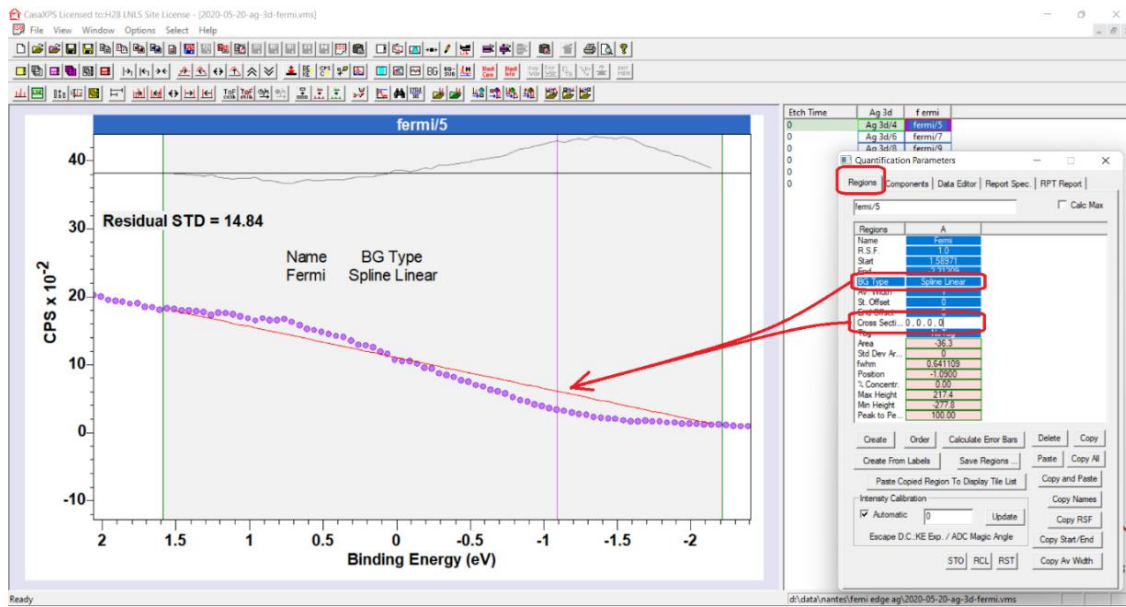 CasaXPS Licensed to:H2B LNLS Site License - [2020-05-20-ag-3d-fermi.vms]
File View Window Options Select Help
fermi/5
40
30
20
10
0
-10
CPS x 10⁻²
Residual STD = 14.84
Name BG Type
Fermi Spline Linear
2 1.5 1 0.5 0 -0.5 -1 -1.5 -2
Binding Energy (eV)
Etch Time Ag 3d f ermi
0 Ag 3d/4 fermi/5
0 Ag 3d/6 fermi/7
0 Ag 3d/8 fermi/9
0
0
0
Quantification Parameters
Regions Components Data Editor Report Spec. RPT Report
fermi/5 Calc Max
Regions A
Name Fermi
R.S.F. 1.0
Start 1.58971
End
BG Type Spline Linear
Av. Width
St. Offset 0
End Offset
Cross Secti... 0 , 0 , 0 , 0
Tag
Area -36.3
Std Dev Ar... 0
fwhm 0.641109
Position -1.0900
% Concentr. 0.00
Max Height 217.4
Min Height -277.8
Peak to Pe... 100.00
Create Order Calculate Error Bars Delete Copy
Create From Labels Save Regions ... Paste Copy All
Paste Copied Region To Display Tile List Copy and Paste
Intensity Calibration Copy Names
Automatic 0 Update Copy RSF
Escape D.C.:KE Exp. / ADC Magic Angle Copy Start/End
STO RCL RST Copy Av Width
Ready d:\data\nantes\femi edge ag\2020-05-20-ag-3d-fermi.vms